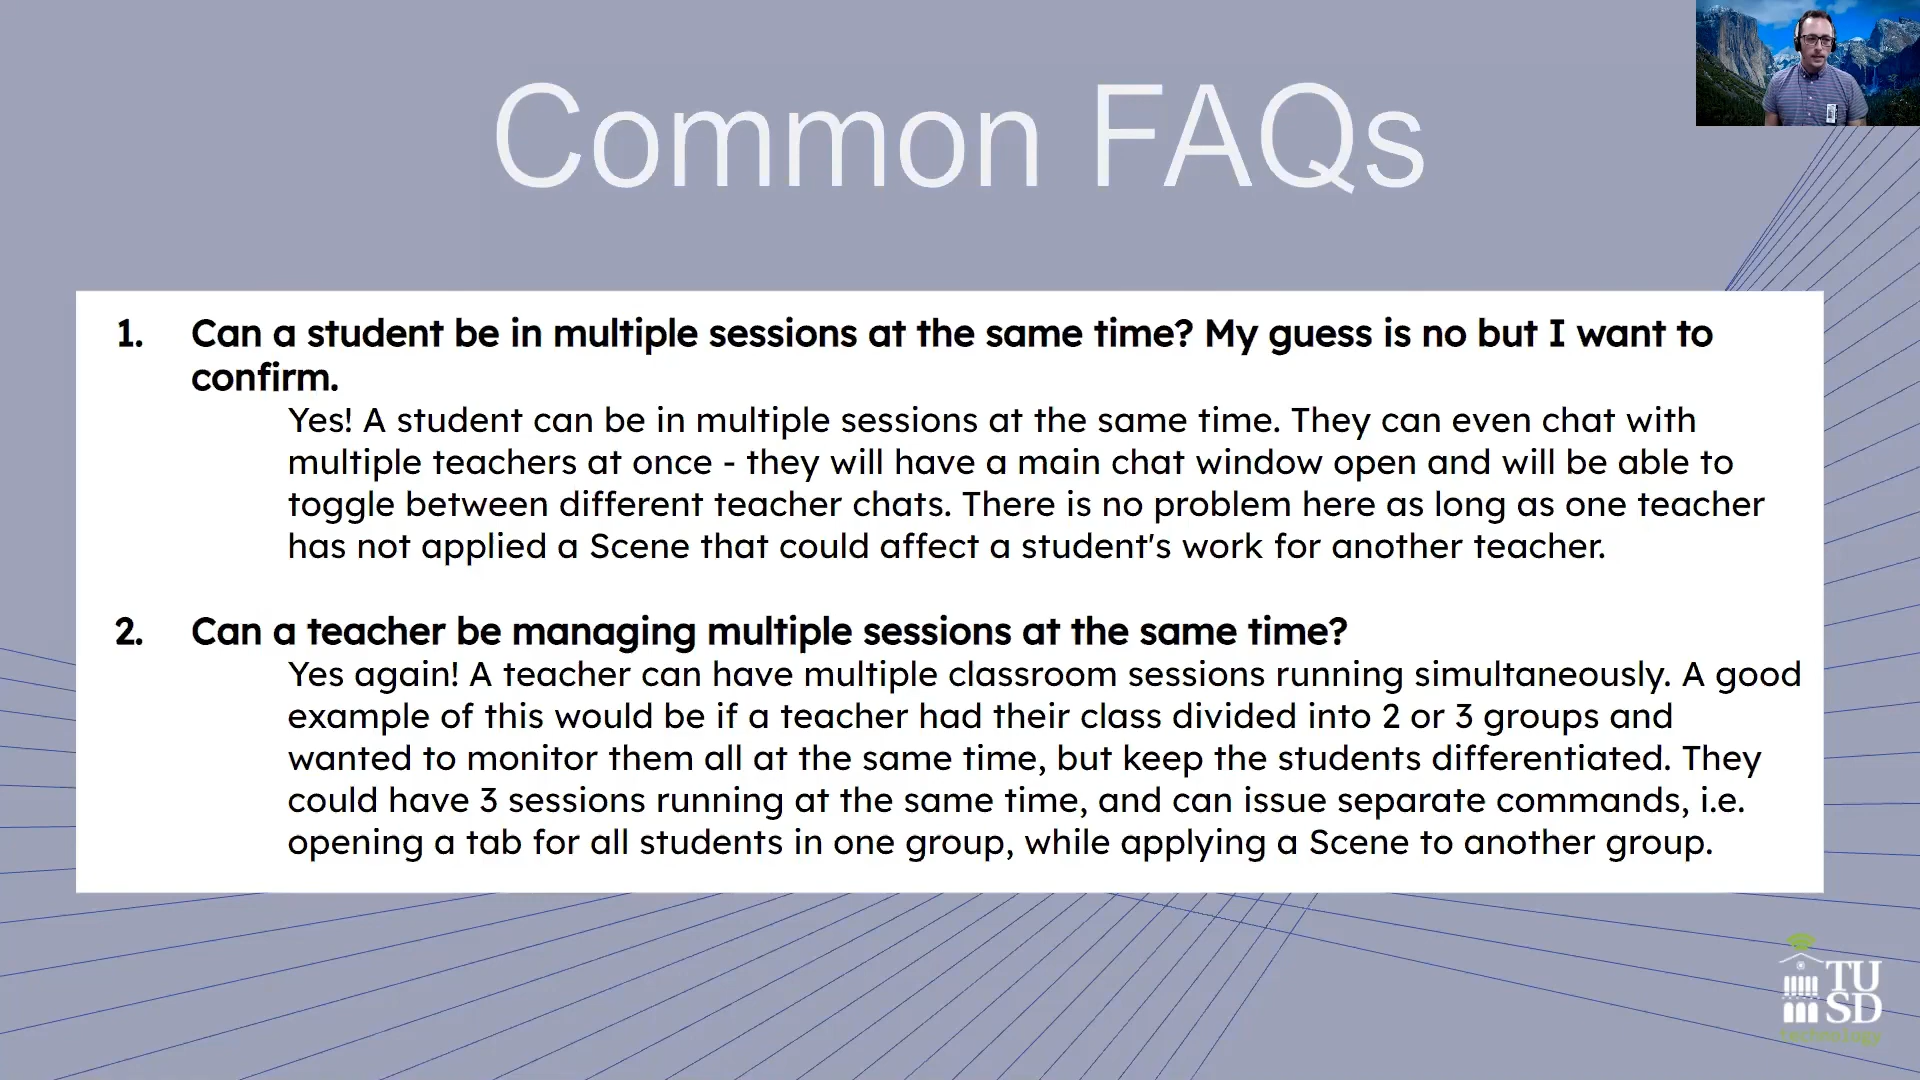 Common FAQs
1. Can a student be in multiple sessions at the same time? My guess is no but I want to
confirm.
Yes! A student can be in multiple sessions at the same time. They can even chat with
multiple teachers at once - they will have a main chat window open and will be able to
toggle between different teacher chats. There is no problem here as long as one teacher
has not applied a Scene that could affect a student's work for another teacher.
2. Can a teacher be managing multiple sessions at the same time?
Yes again! A teacher can have multiple classroom sessions running simultaneously. A good
example of this would be if a teacher had their class divided into 2 or 3 groups and
wanted to monitor them all at the same time, but keep the students differentiated. They
could have 3 sessions running at the same time, and can issue separate commands, i.e.
opening a tab for all students in one group, while applying a Scene to another group.
TU
SD
technology